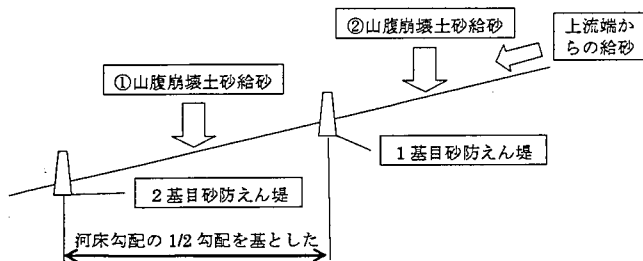 ②山腹崩壊土砂給砂
上流端か
らの給砂
①山腹崩壊土砂給砂
1基目砂防えん堤
2基目砂防えん堤
河床勾配の 1/2 勾配を基とした